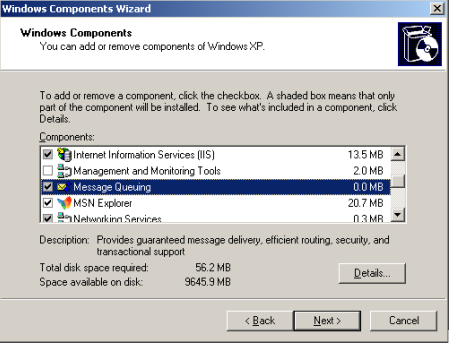 Windows Components Wizard
Windows Components
You can add or remove components of Windows XP.
To add or remove a component, click the checkbox. A shaded box means that only
part of the component will be installed. To see what's included in a component, click
Details.
Components:
Internet Information Services (IIS) 13.5 MB
Management and Monitoring Tools 2.0 MB
Message Queuing 0.0 MB
MSN Explorer 20.7 MB
Networking Services 0.3 MB
Description: Provides guaranteed message delivery, efficient routing, security, and
transactional support
Total disk space required: 56.2 MB
Space available on disk: 9645.9 MB
Details...
< Back Next > Cancel